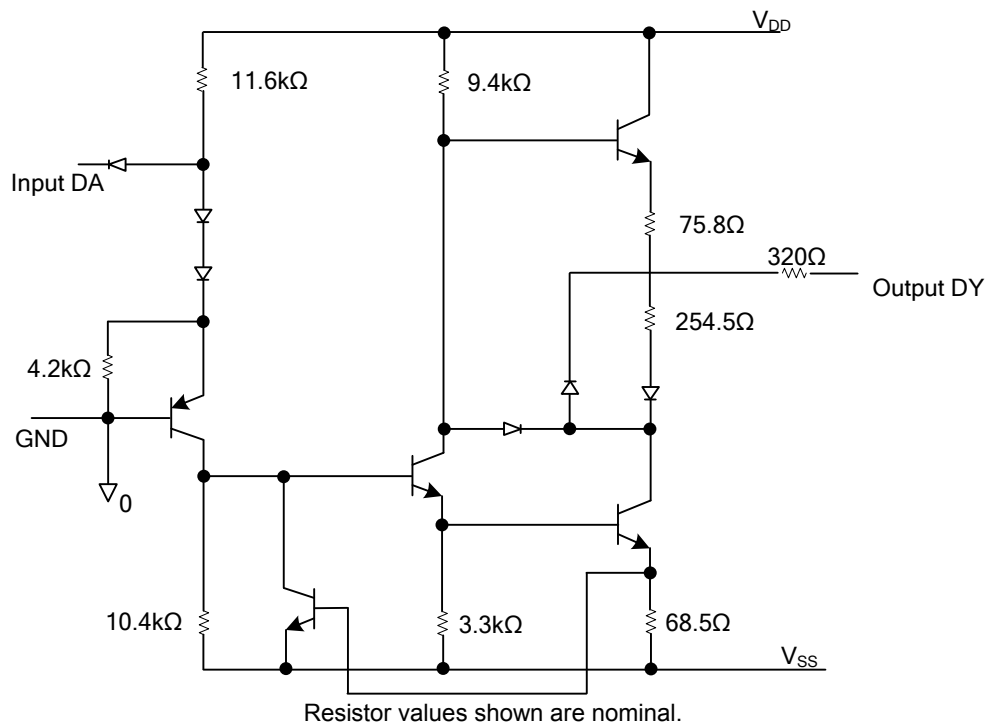 V_DD
11.6kΩ
9.4kΩ
Input DA
75.8Ω
320Ω
Output DY
254.5Ω
4.2kΩ
GND
0
10.4kΩ
3.3kΩ
68.5Ω
V_SS
Resistor values shown are nominal.